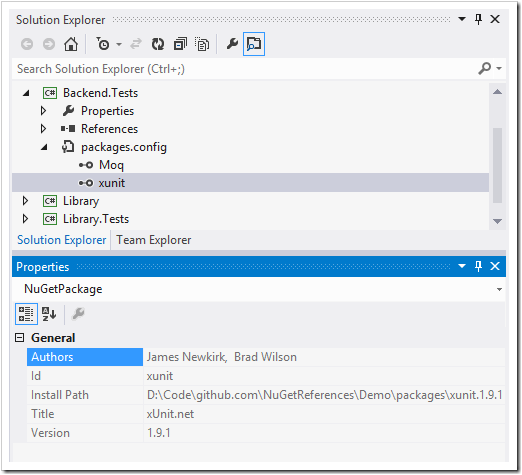 Solution Explorer
Search Solution Explorer (Ctrl+;)
C# Backend.Tests
Properties
References
packages.config
Moq
xunit
C# Library
C# Library.Tests
Solution Explorer Team Explorer
Properties
NuGetPackage
General
Authors James Newkirk, Brad Wilson
Id xunit
Install Path D:\Code\github.com\NuGetReferences\Demo\packages\xunit.1.9.1
Title xUnit.net
Version 1.9.1